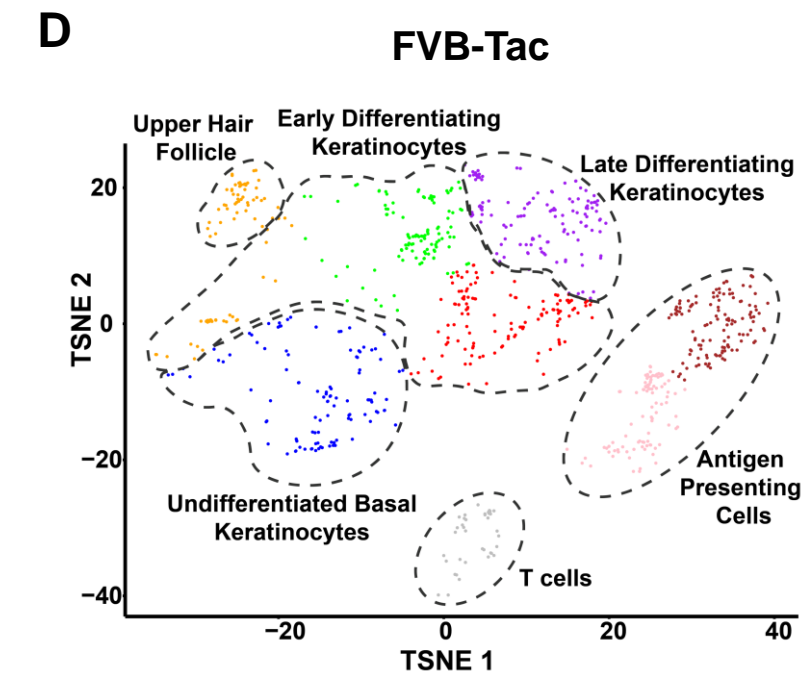 D
FVB-Tac
Upper Hair
Follicle
Early Differentiating
Keratinocytes
Late Differentiating
Keratinocytes
TSNE 2
20
0
−20
−40
Undifferentiated Basal
Keratinocytes
Antigen
Presenting
Cells
T cells
−20
0
20
40
TSNE 1